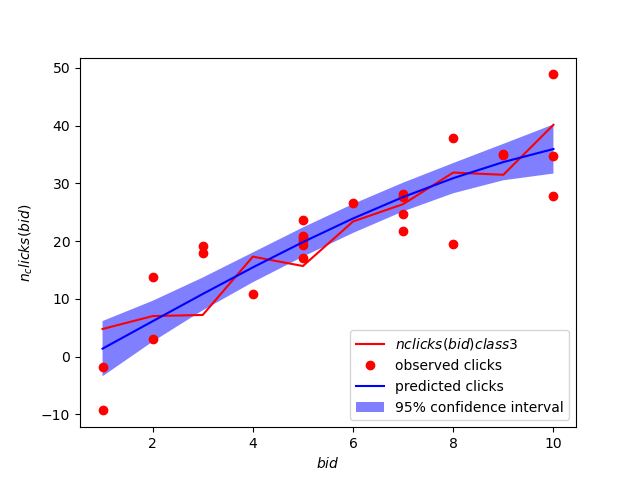 50
40
30
20
10
0
−10
n_clicks(bid)
2
4
6
8
10
bid
nclicks(bid)class3
observed clicks
predicted clicks
95% confidence interval